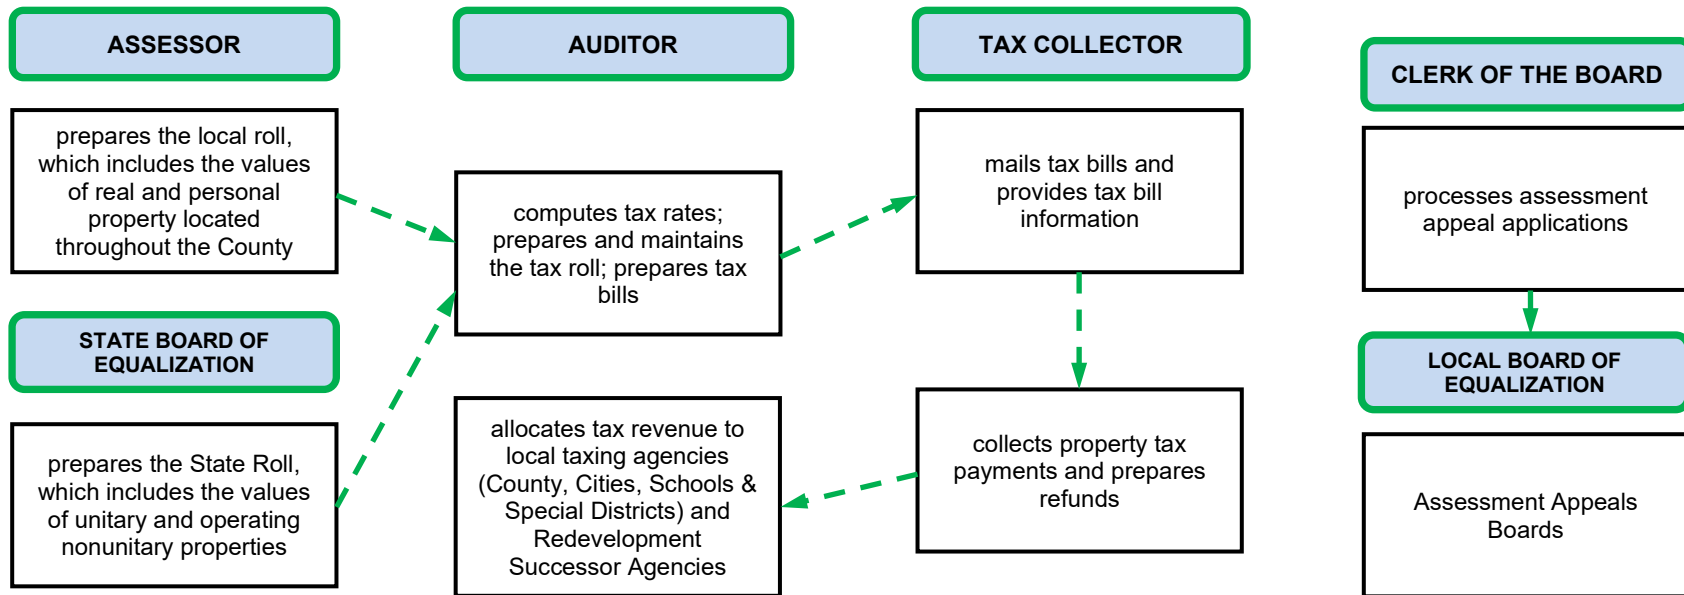 ASSESSOR
prepares the local roll,
which includes the values
of real and personal
property located
throughout the County
STATE BOARD OF
EQUALIZATION
prepares the State Roll,
which includes the values
of unitary and operating
nonunitary properties
AUDITOR
computes tax rates;
prepares and maintains
the tax roll; prepares tax
bills
allocates tax revenue to
local taxing agencies
(County, Cities, Schools &
Special Districts) and
Redevelopment
Successor Agencies
TAX COLLECTOR
mails tax bills and
provides tax bill
information
collects property tax
payments and prepares
refunds
CLERK OF THE BOARD
processes assessment
appeal applications
LOCAL BOARD OF
EQUALIZATION
Assessment Appeals
Boards